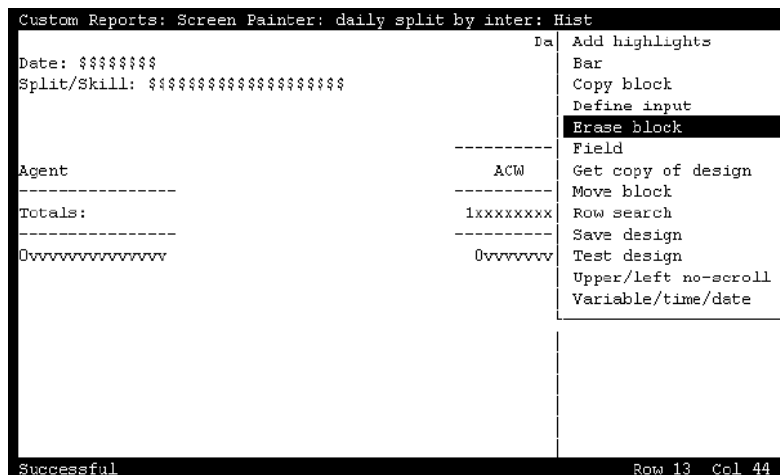 Custom Reports: Screen Painter: daily split by inter: Hist
Da
Date: $$$$$$$$
Split/Skill: $$$$$$$$$$$$$$$$$$$$
----------
Agent ACW
---------------- ----------
Totals: 1xxxxxxxx
---------------- ----------
0vvvvvvvvvvvvvv 0vvvvvvv
Add highlights
Bar
Copy block
Define input
Erase block
Field
Get copy of design
Move block
Row search
Save design
Test design
Upper/left no-scroll
Variable/time/date
Successful Row 13 Col 44